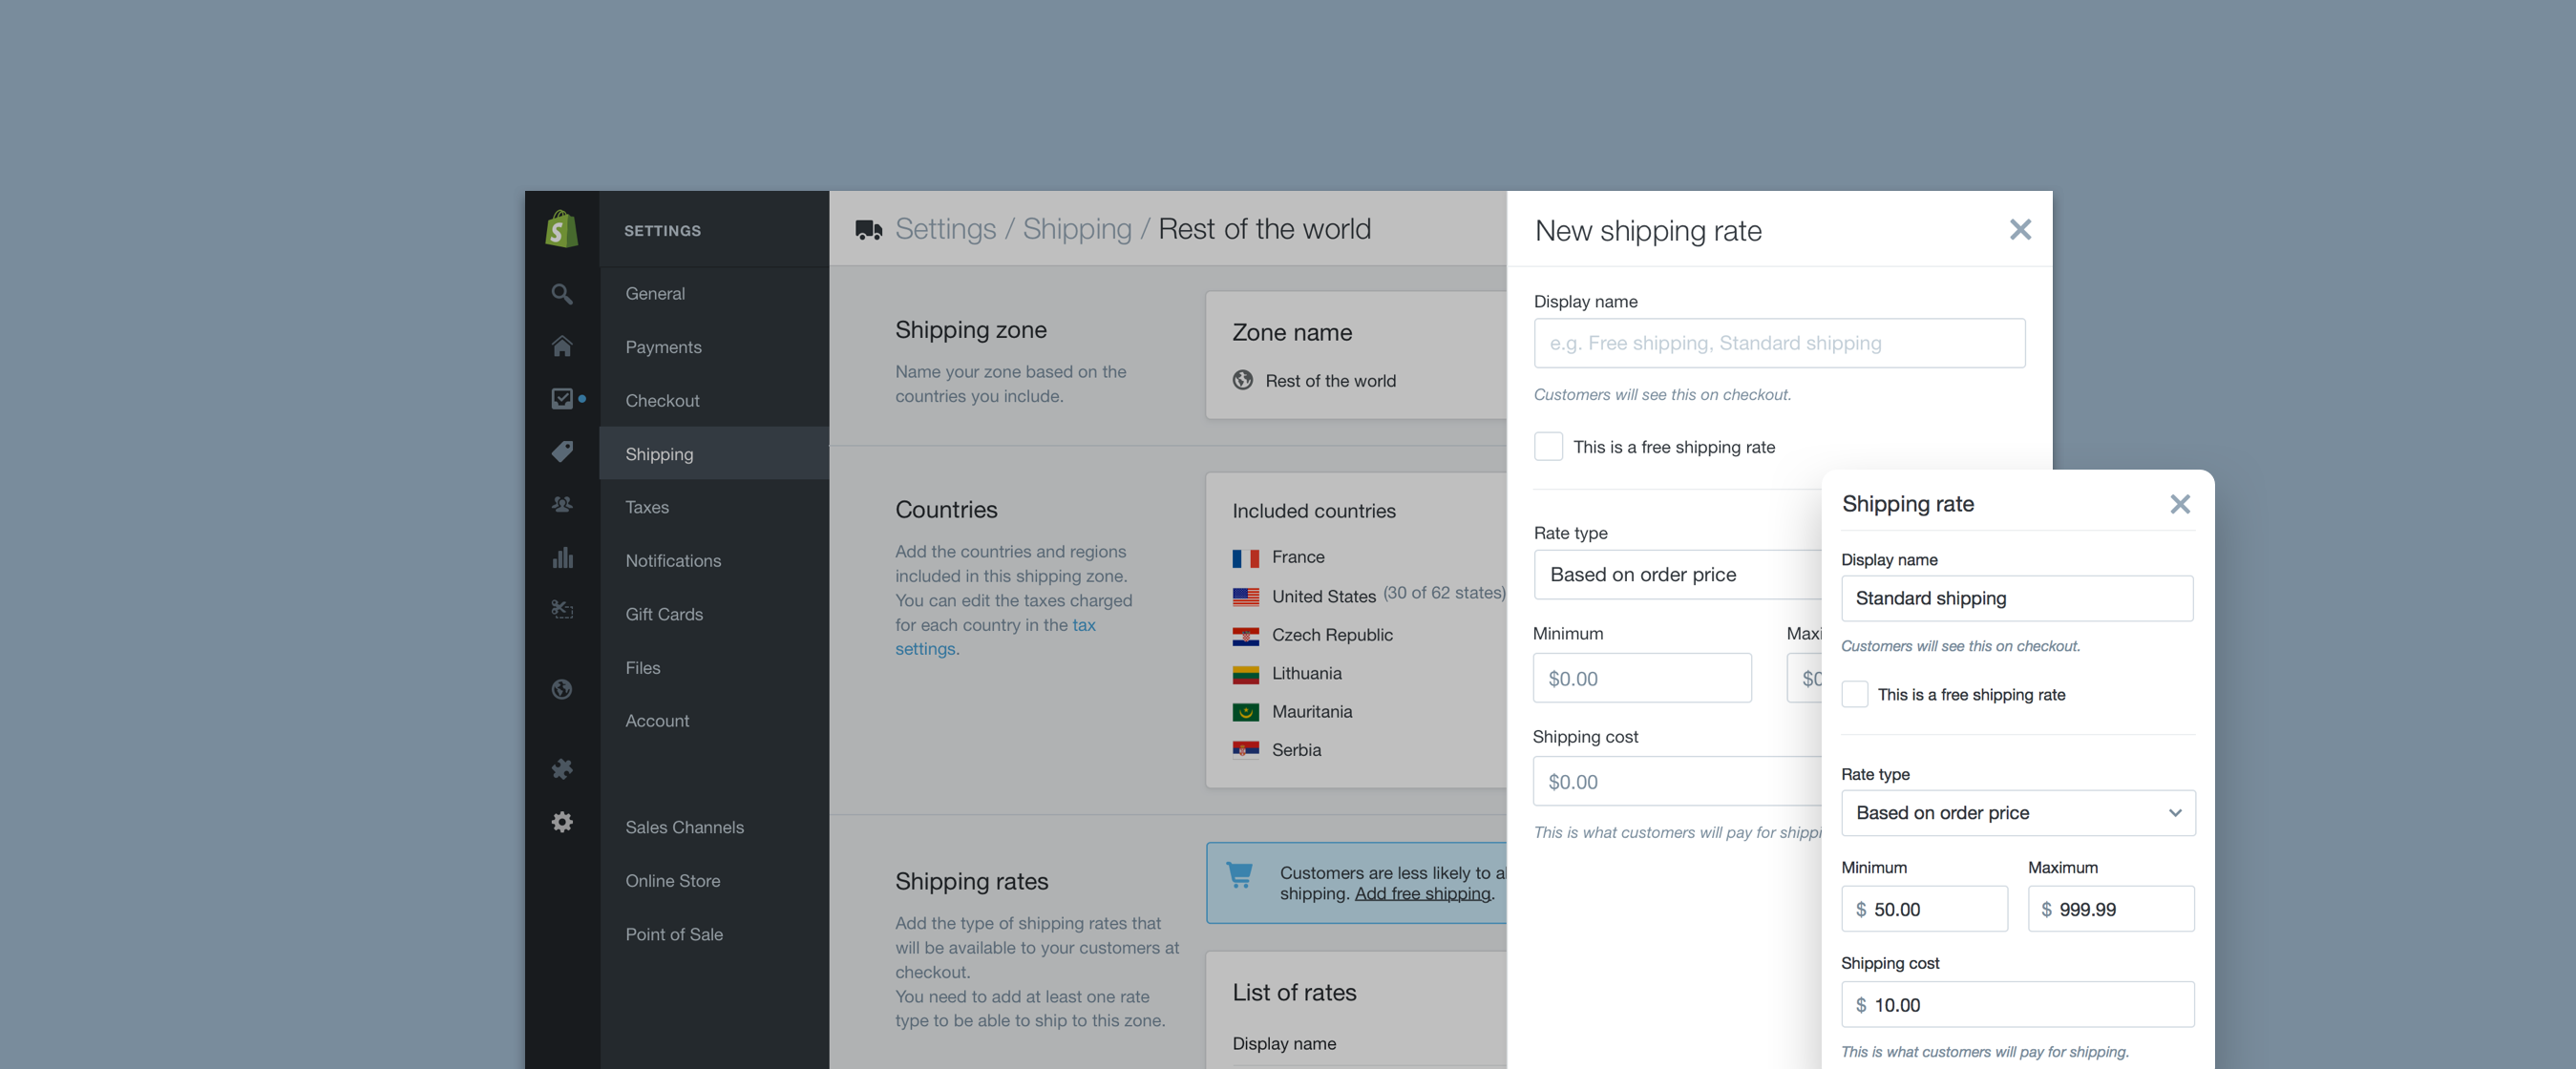 SETTINGS
General
Payments
Checkout
Shipping
Taxes
Notifications
Gift Cards
Files
Account
Sales Channels
Online Store
Point of Sale
Settings / Shipping / Rest of the world
Shipping zone
Name your zone based on the
countries you include.
Zone name
Rest of the world
Countries
Add the countries and regions
included in this shipping zone.
You can edit the taxes charged
for each country in the tax
settings.
Included countries
France
United States (30 of 62 states)
Czech Republic
Lithuania
Mauritania
Serbia
Shipping rates
Add the type of shipping rates that
will be available to your customers at
checkout.
You need to add at least one rate
type to be able to ship to this zone.
Customers are less likely to a
shipping. Add free shipping.
List of rates
Display name
New shipping rate
Display name
e.g. Free shipping, Standard shipping
Customers will see this on checkout.
This is a free shipping rate
Rate type
Based on order price
Minimum
Maxi
$0.00
$0
Shipping cost
$0.00
This is what customers will pay for shippi
Shipping rate
Display name
Standard shipping
Customers will see this on checkout.
This is a free shipping rate
Rate type
Based on order price
Minimum
Maximum
$ 50.00
$ 999.99
Shipping cost
$ 10.00
This is what customers will pay for shipping.